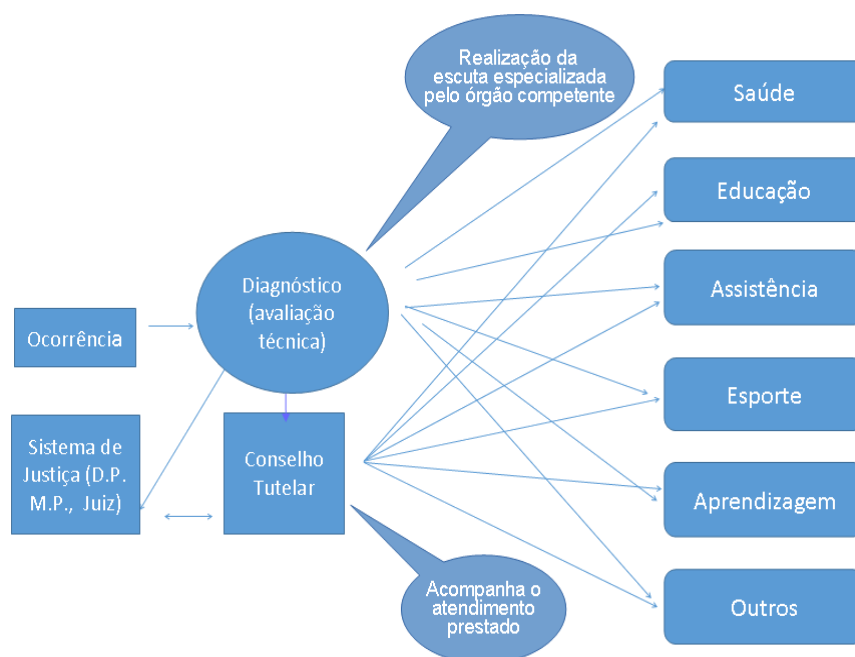 Realização da
escuta especializada
pelo órgão competente
Saúde
Educação
Diagnóstico
(avaliação
técnica)
Assistência
Ocorrência
Esporte
Sistema de
Justiça (D.P.
M.P., Juiz)
Conselho
Tutelar
Aprendizagem
Acompanha o
atendimento
prestado
Outros